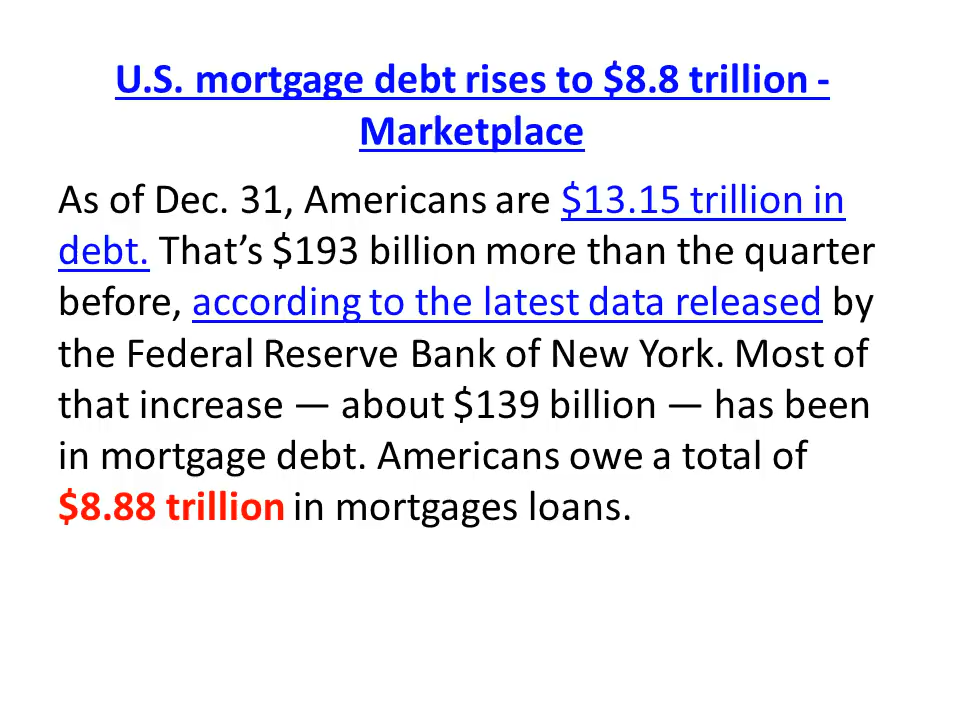 U.S. mortgage debt rises to $8.8 trillion -
Marketplace
As of Dec. 31, Americans are $13.15 trillion in
debt. That’s $193 billion more than the quarter
before, according to the latest data released by
the Federal Reserve Bank of New York. Most of
that increase — about $139 billion — has been
in mortgage debt. Americans owe a total of
$8.88 trillion in mortgages loans.